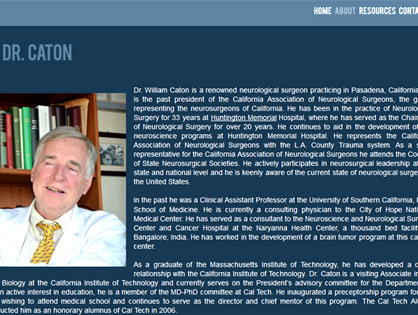 HOME ABOUT RESOURCES CONTA
DR. CATON
Dr. William Caton is a renowned neurological surgeon practicing in Pasadena, California
is the past president of the California Association of Neurological Surgeons, the g
representing the neurosurgeons of California. He has been in the practice of Neurolo
Surgery for 33 years at Huntington Memorial Hospital, where he has served as the Chair
of Neurological Surgery for over 20 years. He continues to aid in the development of
neuroscience programs at Huntington Memorial Hospital. He represents the Califo
Association of Neurological Surgeons with the L.A. County Trauma system. As a s
representative for the California Association of Neurological Surgeons he attends the Cou
of State Neurosurgical Societies. He actively participates in neurosurgical leadership at
state and national level and he is keenly aware of the current state of neurological surge
the United States.
In the past he was a Clinical Assistant Professor at the University of Southern California, K
School of Medicine. He is currently a consulting physician to the City of Hope Nat
Medical Center. He has served as a consultant to the Neuroscience and Neurological Sur
Center and Cancer Hospital at the Naryanna Health Center, a thousand bed facility
Bangalore, India. He has worked in the development of a brain tumor program at this ca
center.
As a graduate of the Massachusetts Institute of Technology, he has developed a c
relationship with the California Institute of Technology. Dr. Caton is a visiting Associate in
Biology at the California Institute of Technology and currently serves on the President's advisory committee for the Departm
n active interest in education, he is a member of the MD-PhD committee at Cal Tech. He inaugurated a preceptorship program for
wishing to attend medical school and continues to serve as the director and chief mentor of this program. The Cal Tech A
ducted him as an honorary alumnus of Cal Tech in 2006.